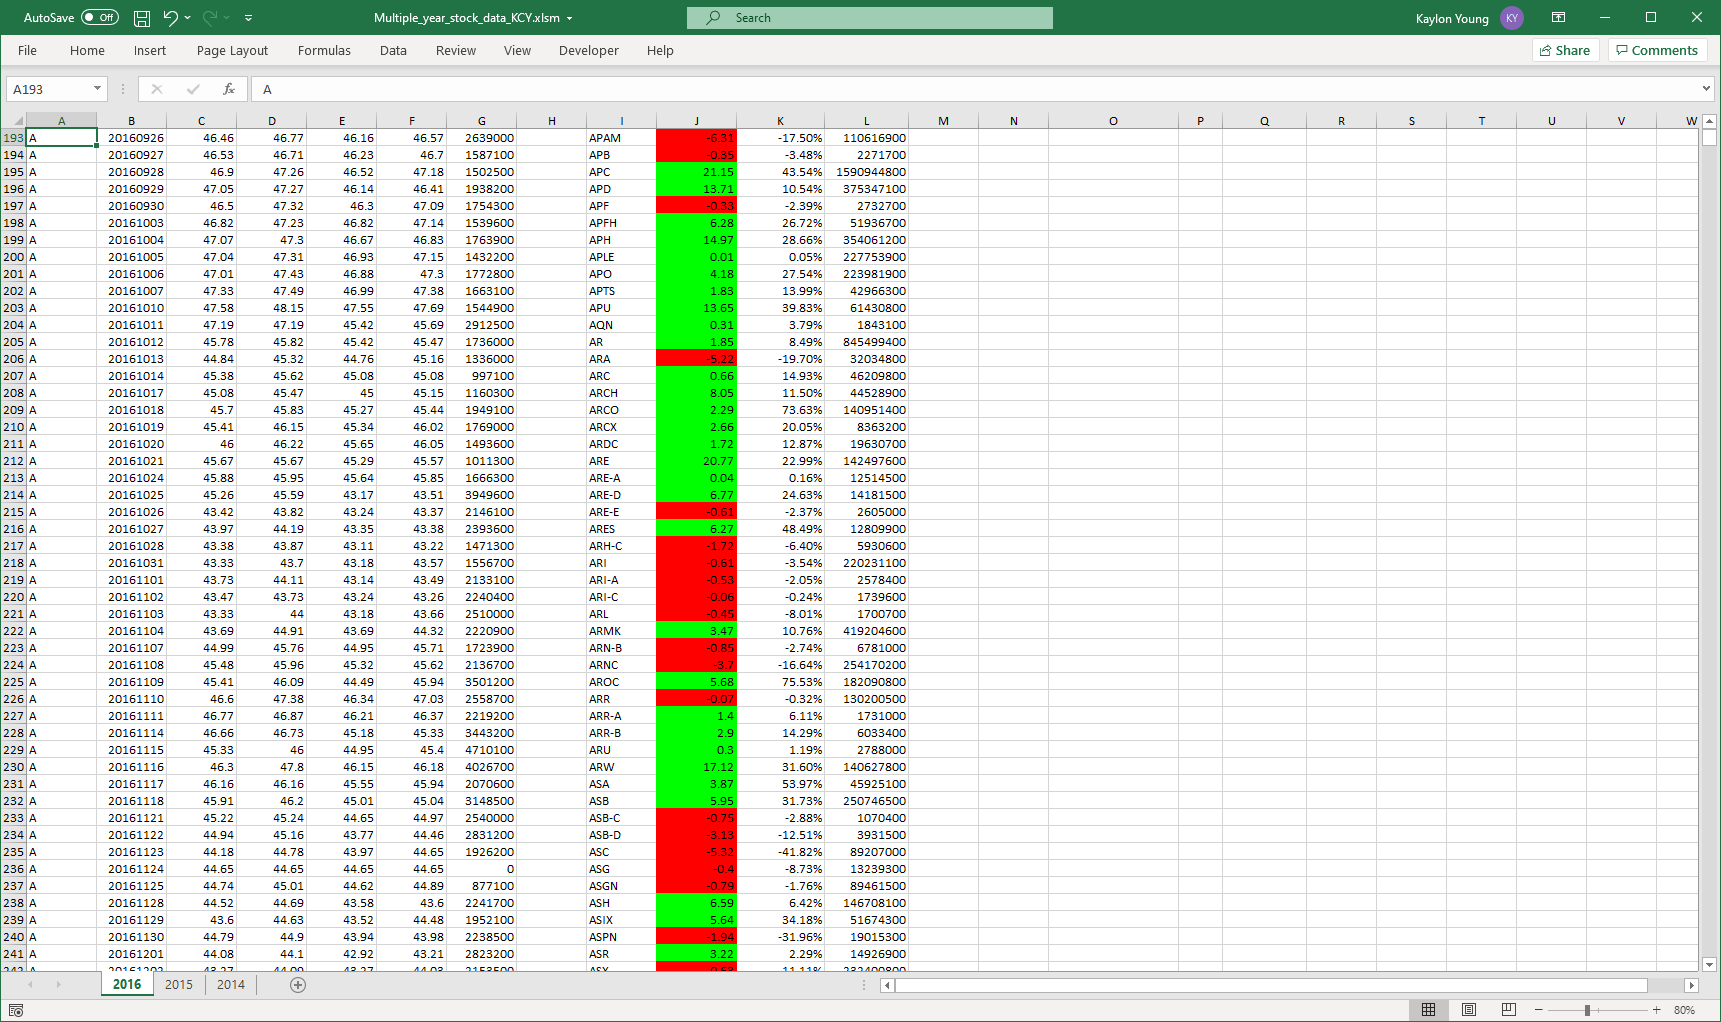 AutoSave Off Multiple_year_stock_data_KCY.xlsm Search Kaylon Young KY
File Home Insert Page Layout Formulas Data Review View Developer Help Share Comments
A193 fx A
A B C D E F G H I J K L M N O P Q R S T U V W
193 A 20160926 46.46 46.77 46.16 46.57 2639000 APAM -6.31 -17.50% 110616900
194 A 20160927 46.53 46.71 46.23 46.7 1587100 APB -0.35 -3.48% 2271700
195 A 20160928 46.9 47.26 46.52 47.18 1502500 APC 21.15 43.54% 1590944800
196 A 20160929 47.05 47.27 46.14 46.41 1938200 APD 13.71 10.54% 375347100
197 A 20160930 46.5 47.32 46.3 47.09 1754300 APF -0.33 -2.39% 2732700
198 A 20161003 46.82 47.23 46.82 47.14 1539600 APFH 6.28 26.72% 51936700
199 A 20161004 47.07 47.3 46.67 46.83 1763900 APH 14.97 28.66% 354061200
200 A 20161005 47.04 47.31 46.93 47.15 1432200 APLE 0.01 0.05% 227753900
201 A 20161006 47.01 47.43 46.88 47.3 1772800 APO 4.18 27.54% 223981900
202 A 20161007 47.33 47.49 46.99 47.38 1663100 APTS 1.83 13.99% 42966300
203 A 20161010 47.58 48.15 47.55 47.69 1544900 APU 13.65 39.83% 61430800
204 A 20161011 47.19 47.19 45.42 45.69 2912500 AQN 0.31 3.79% 1843100
205 A 20161012 45.78 45.82 45.42 45.47 1736000 AR 1.85 8.49% 845499400
206 A 20161013 44.84 45.32 44.76 45.16 1336000 ARA -5.22 -19.70% 32034800
207 A 20161014 45.38 45.62 45.08 45.08 997100 ARC 0.66 14.93% 46209800
208 A 20161017 45.08 45.47 45 45.15 1160300 ARCH 8.05 11.50% 44528900
209 A 20161018 45.7 45.83 45.27 45.44 1949100 ARCO 2.29 73.63% 140951400
210 A 20161019 45.41 46.15 45.34 46.02 1769000 ARCX 2.66 20.05% 8363200
211 A 20161020 46 46.22 45.65 46.05 1493600 ARDC 1.72 12.87% 19630700
212 A 20161021 45.67 45.67 45.29 45.57 1011300 ARE 20.77 22.99% 142497600
213 A 20161024 45.88 45.95 45.64 45.85 1666300 ARE-A 0.04 0.16% 12514500
214 A 20161025 45.26 45.59 43.17 43.51 3949600 ARE-D 6.77 24.63% 14181500
215 A 20161026 43.42 43.82 43.24 43.37 2146100 ARE-E -0.61 -2.37% 2605000
216 A 20161027 43.97 44.19 43.35 43.38 2393600 ARES 6.27 48.49% 12809900
217 A 20161028 43.38 43.87 43.11 43.22 1471300 ARH-C -1.72 -6.40% 5930600
218 A 20161031 43.33 43.7 43.18 43.57 1556700 ARI -0.61 -3.54% 220231100
219 A 20161101 43.73 44.11 43.14 43.49 2133100 ARI-A -0.53 -2.05% 2578400
220 A 20161102 43.47 43.73 43.24 43.26 2240400 ARI-C -0.06 -0.24% 1739600
221 A 20161103 43.33 44 43.18 43.66 2510000 ARL -0.45 -8.01% 1700700
222 A 20161104 43.69 44.91 43.69 44.32 2220900 ARMK 3.47 10.76% 419204600
223 A 20161107 44.99 45.76 44.95 45.71 1723900 ARN-B -0.85 -2.74% 6781000
224 A 20161108 45.48 45.96 45.32 45.62 2136700 ARNC -3.7 -16.64% 254170200
225 A 20161109 45.41 46.09 44.49 45.94 3501200 AROC 5.68 75.53% 182090800
226 A 20161110 46.6 47.38 46.34 47.03 2558700 ARR -0.07 -0.32% 130200500
227 A 20161111 46.77 46.87 46.21 46.37 2219200 ARR-A 1.4 6.11% 1731000
228 A 20161114 46.66 46.73 45.18 45.33 3443200 ARR-B 2.9 14.29% 6033400
229 A 20161115 45.33 46 44.95 45.4 4710100 ARU 0.3 1.19% 2788000
230 A 20161116 46.3 47.8 46.15 46.18 4026700 ARW 17.12 31.60% 140627800
231 A 20161117 46.16 46.16 45.55 45.94 2070600 ASA 3.87 53.97% 45925100
232 A 20161118 45.91 46.2 45.01 45.04 3148500 ASB 5.95 31.73% 250746500
233 A 20161121 45.22 45.24 44.65 44.97 2540000 ASB-C -0.75 -2.88% 1070400
234 A 20161122 44.94 45.16 43.77 44.46 2831200 ASB-D -3.13 -12.51% 3931500
235 A 20161123 44.18 44.78 43.97 44.65 1926200 ASC -5.32 -41.82% 89207000
236 A 20161124 44.65 44.65 44.65 44.65 0 ASG -0.4 -8.73% 13239300
237 A 20161125 44.74 45.01 44.62 44.89 877100 ASGN -0.79 -1.76% 89461500
238 A 20161128 44.52 44.69 43.58 43.6 2241700 ASH 6.59 6.42% 146708100
239 A 20161129 43.6 44.63 43.52 44.48 1952100 ASIX 5.64 34.18% 51674300
240 A 20161130 44.79 44.9 43.94 43.98 2238500 ASPN -1.94 -31.96% 19015300
241 A 20161201 44.08 44.1 42.92 43.21 2823200 ASR 3.22 2.29% 14926900
2016 2015 2014
80%